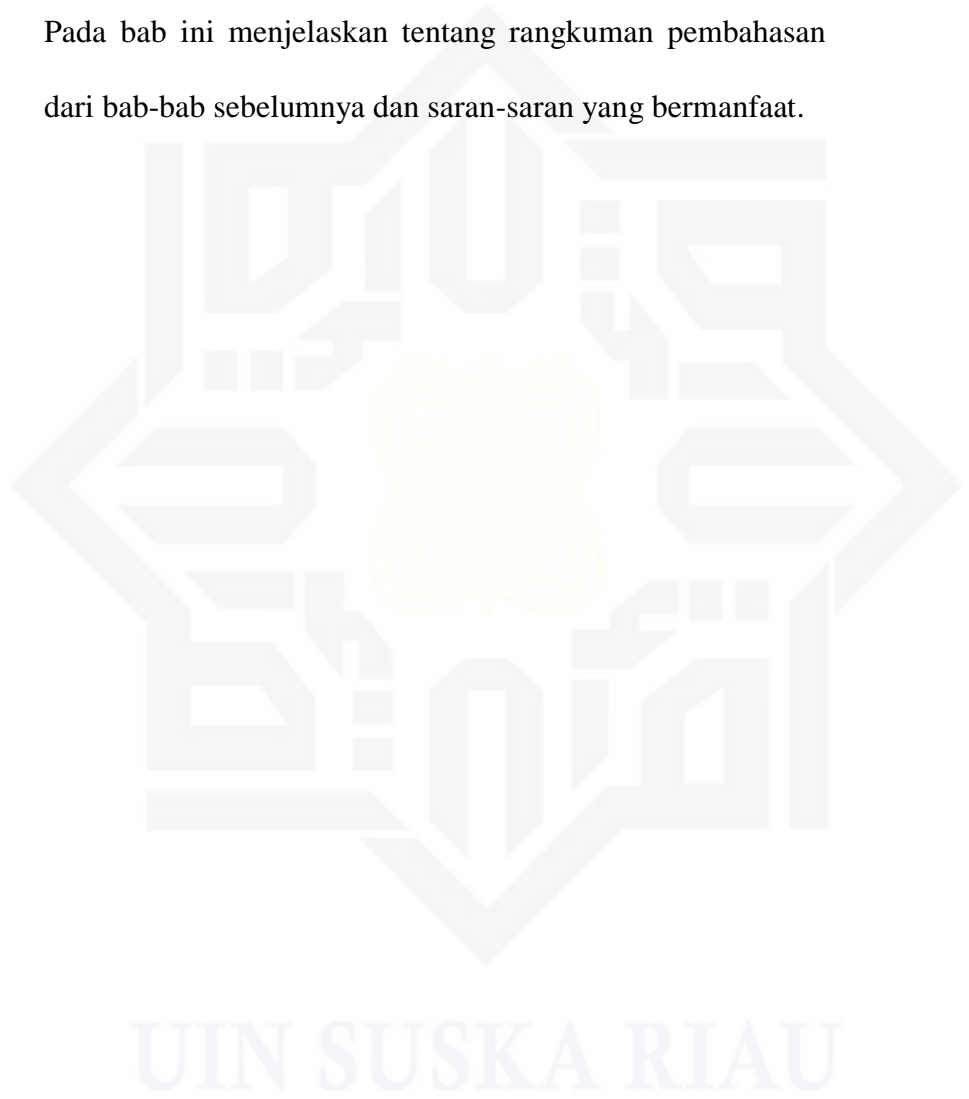 Pada bab ini menjelaskan tentang rangkuman pembahasan
dari bab-bab sebelumnya dan saran-saran yang bermanfaat.
UIN SUSKA RIAU